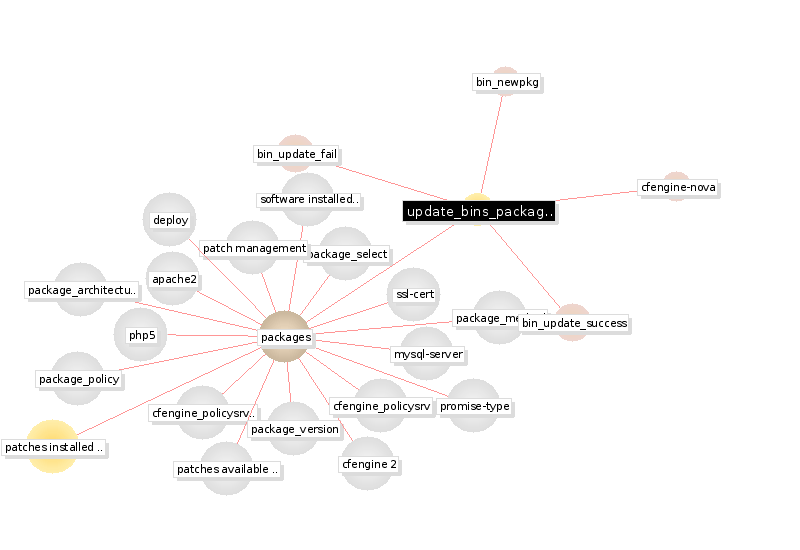 bin_newpkg
bin_update_fail
cfengine-nova
software installed..
update_bins_packag..
deploy
patch management
package_select
apache2
package_architectu..
ssl-cert
bin_update_success
php5
packages
mysql-server
package_policy
cfengine_policysrv..
cfengine_policysrv
promise-type
package_version
patches installed ..
patches available ..
cfengine 2